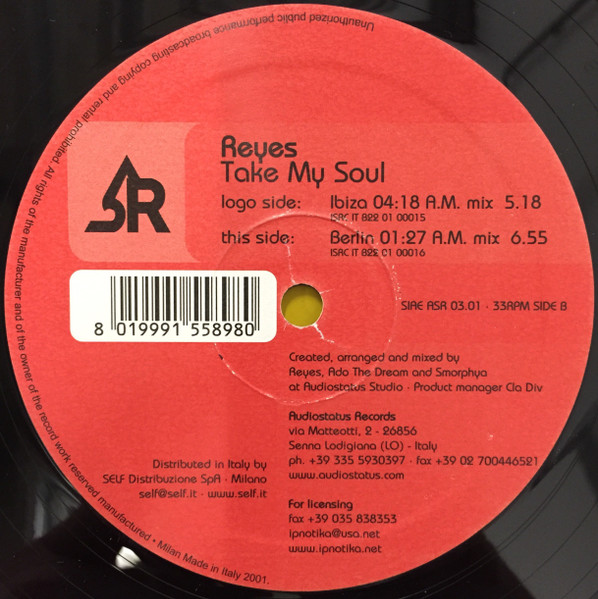 Unauthorized public performance broadcasting copying and rental prohibited. All rights of the manufacturer and of the owner of the record work reserved manufactured • Milan Made in Italy 2001.
SR
Reyes
Take My Soul
logo side: Ibiza 04:18 A.M. mix 5.18
ISRC IT B22 01 00015
this side: Berlin 01:27 A.M. mix 6.55
ISRC IT B22 01 00016
8 019991 558980
SIAE ASR 03.01 · 33RPM SIDE B
Created, arranged and mixed by
Reyes, Ado The Dream and Smorphya
at Audiostatus Studio · Product manager Cla Div
Audiostatus Records
via Matteotti, 2 - 26856
Senna Lodigiana (LO) - Italy
ph. +39 335 5930397 · fax +39 02 700446521
www.audiostatus.com
Distributed in Italy by
SELF Distribuzione SpA · Milano
self@self.it · www.self.it
For licensing
fax +39 035 838353
ipnotika@usa.net
www.ipnotika.net